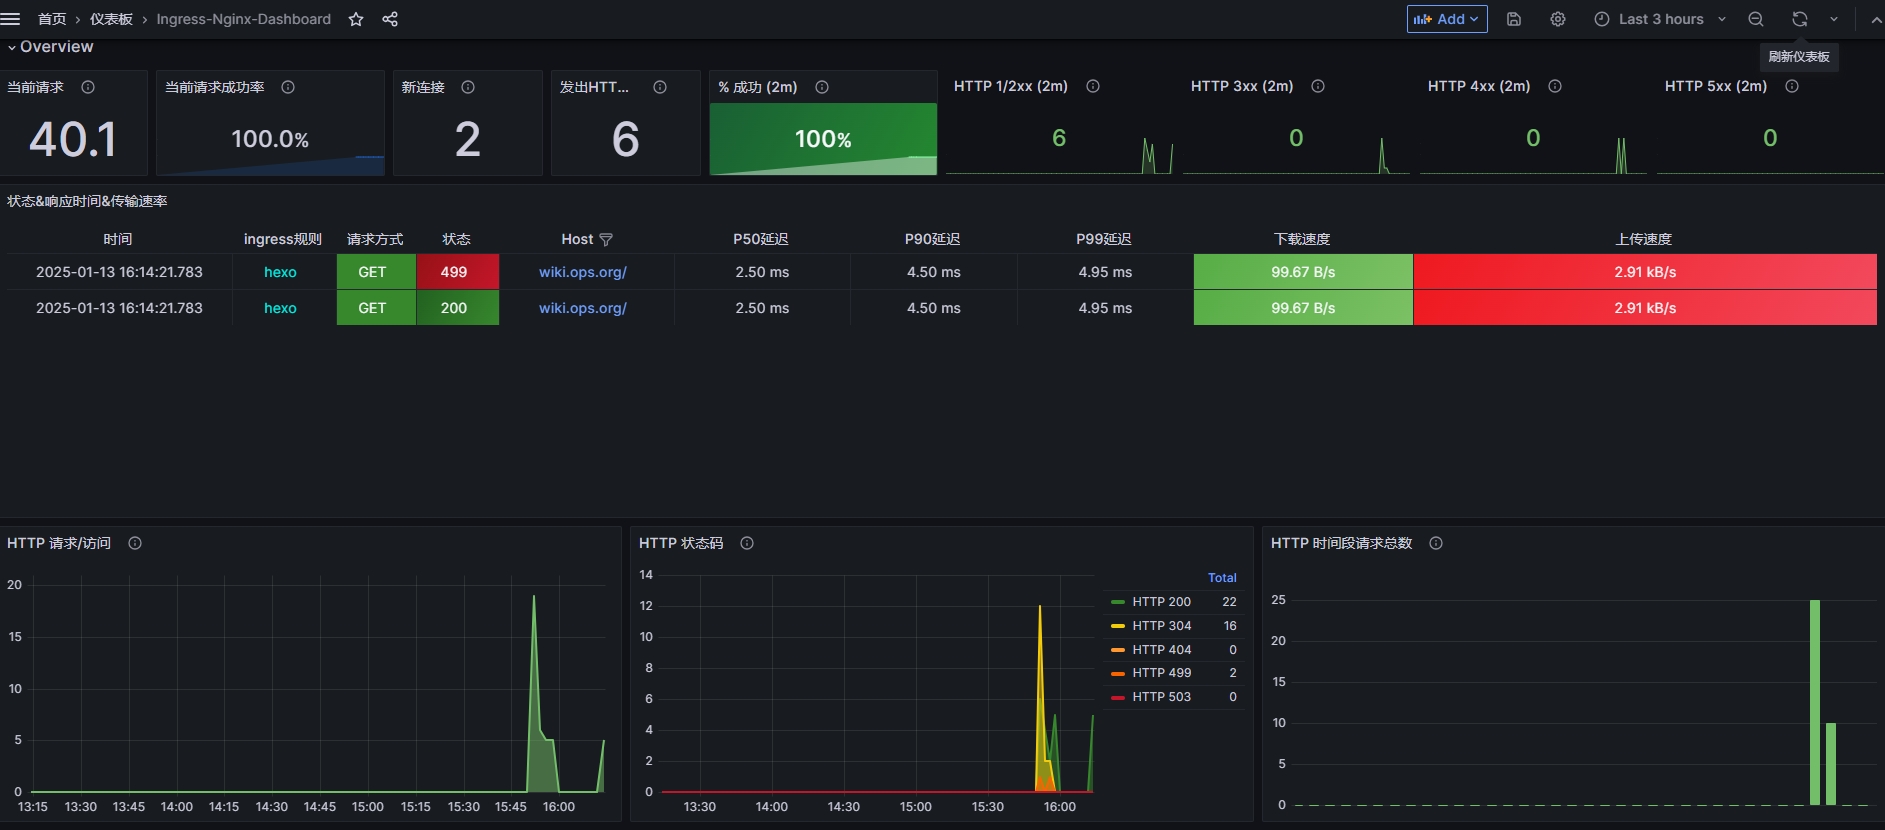 首页 › 仪表板 › Ingress-Nginx-Dashboard
Add
Last 3 hours
刷新仪表板
Overview
当前请求
40.1
当前请求成功率
100.0%
新连接
2
发出HTT...
6
% 成功 (2m)
100%
HTTP 1/2xx (2m)
6
HTTP 3xx (2m)
0
HTTP 4xx (2m)
0
HTTP 5xx (2m)
0
状态&响应时间&传输速率
时间 ingress规则 请求方式 状态 Host P50延迟 P90延迟 P99延迟 下载速度 上传速度
2025-01-13 16:14:21.783 hexo GET 499 wiki.ops.org/ 2.50 ms 4.50 ms 4.95 ms 99.67 B/s 2.91 kB/s
2025-01-13 16:14:21.783 hexo GET 200 wiki.ops.org/ 2.50 ms 4.50 ms 4.95 ms 99.67 B/s 2.91 kB/s
HTTP 请求/访问
20
15
10
5
0
13:15 13:30 13:45 14:00 14:15 14:30 14:45 15:00 15:15 15:30 15:45 16:00
HTTP 状态码
14
12
10
8
6
4
2
0
13:30 14:00 14:30 15:00 15:30 16:00
Total
HTTP 200 22
HTTP 304 16
HTTP 404 0
HTTP 499 2
HTTP 503 0
HTTP 时间段请求总数
25
20
15
10
5
0